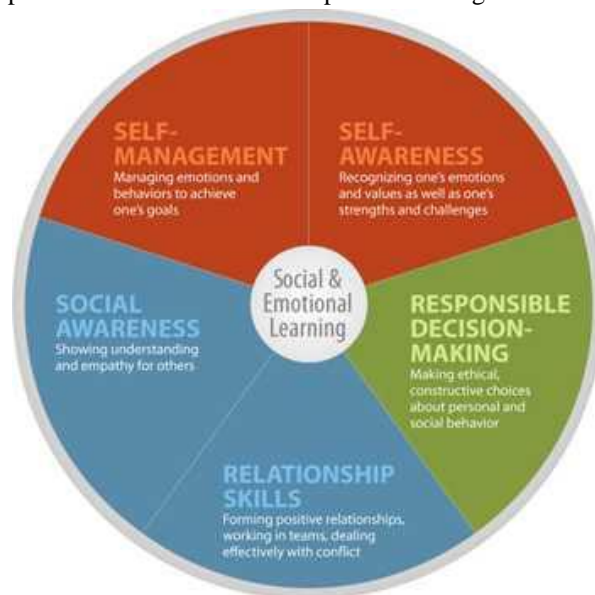 SELF-
MANAGEMENT
Managing emotions and
behaviors to achieve
one's goals
SELF-
AWARENESS
Recognizing one's emotions
and values as well as one's
strengths and challenges
SOCIAL
AWARENESS
Showing understanding
and empathy for others
Social &
Emotional
Learning
RESPONSIBLE
DECISION-
MAKING
Making ethical,
constructive choices
about personal and
social behavior
RELATIONSHIP
SKILLS
Forming positive relationships,
working in teams, dealing
effectively with conflict